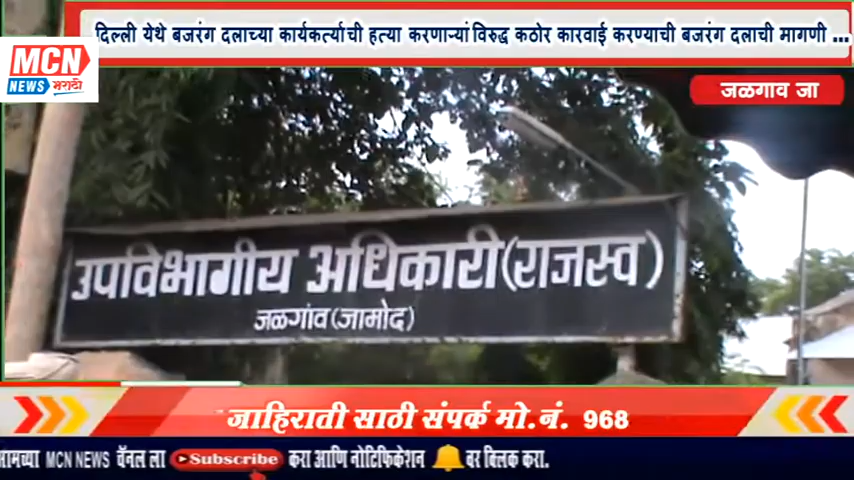 दिल्ली येथे बजरंग दलाच्या कार्यकर्त्याची हत्या करणाऱ्यांविरुद्ध कठोर कारवाई करण्याची बजरंग दलाची मागणी ...
MCN
NEWS मराठी
जळगाव जा
उपविभागीय अधिकारी(राजस्व)
जळगांव(जामोद)
जाहिराती साठी संपर्क मो.नं. 968
MCN NEWS चॅनल ला Subscribe करा आणि नोटिफिकेशन वर क्लिक करा.